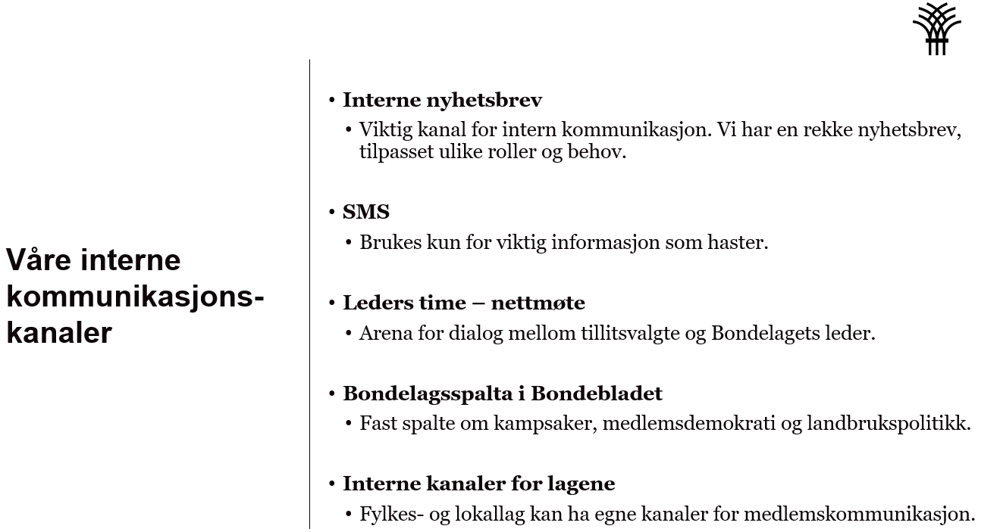 Våre interne
kommunikasjons-
kanaler
• Interne nyhetsbrev
• Viktig kanal for intern kommunikasjon. Vi har en rekke nyhetsbrev,
tilpasset ulike roller og behov.
• SMS
• Brukes kun for viktig informasjon som haster.
• Leders time – nettmøte
• Arena for dialog mellom tillitsvalgte og Bondelagets leder.
• Bondelagsspalta i Bondebladet
• Fast spalte om kampsaker, medlemsdemokrati og landbrukspolitikk.
• Interne kanaler for lagene
• Fylkes- og lokallag kan ha egne kanaler for medlemskommunikasjon.